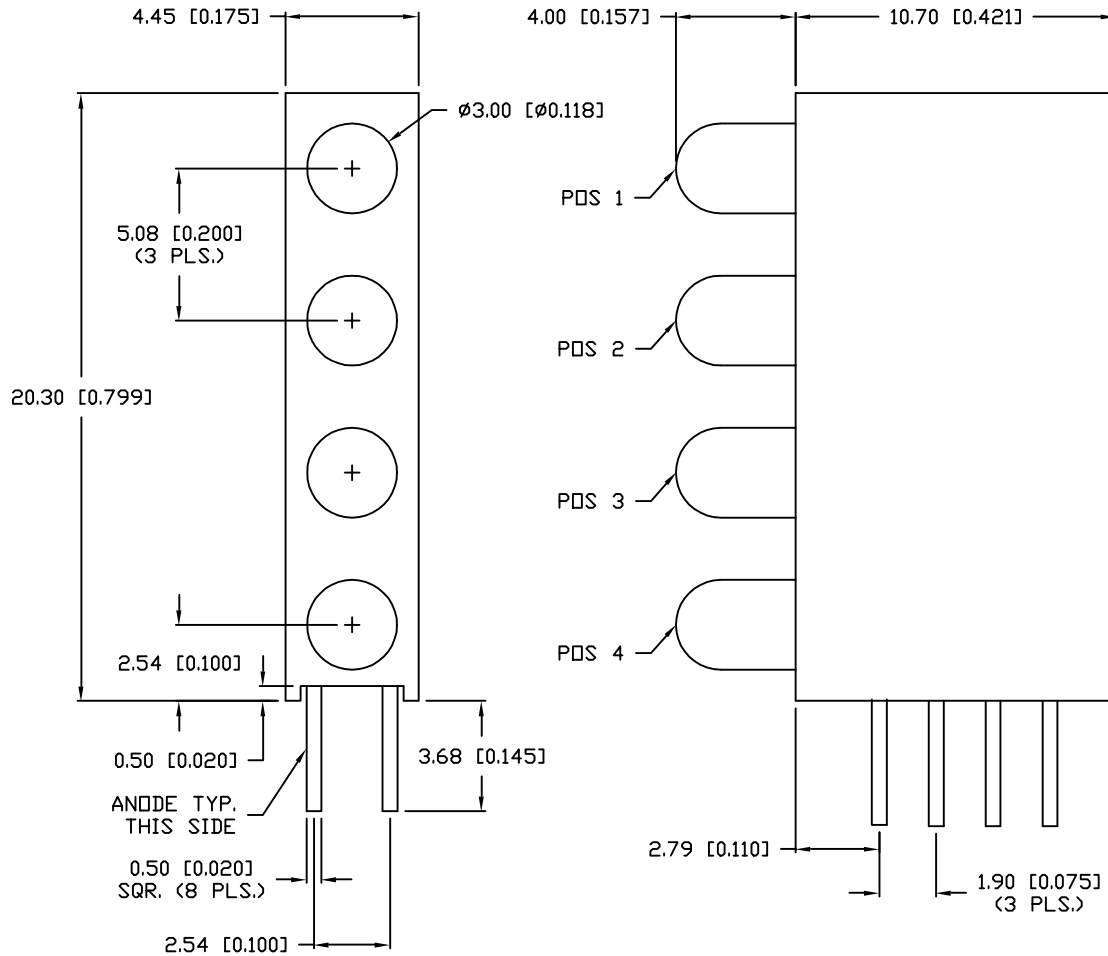 4.45 [0.175]
4.00 [0.157]
10.70 [0.421]
ø3.00 [ø0.118]
POS 1
5.08 [0.200]
(3 PLS.)
POS 2
20.30 [0.799]
POS 3
POS 4
2.54 [0.100]
0.50 [0.020]
3.68 [0.145]
ANODE TYP.
THIS SIDE
2.79 [0.110]
0.50 [0.020]
SQR. (8 PLS.)
1.90 [0.075]
(3 PLS.)
2.54 [0.100]